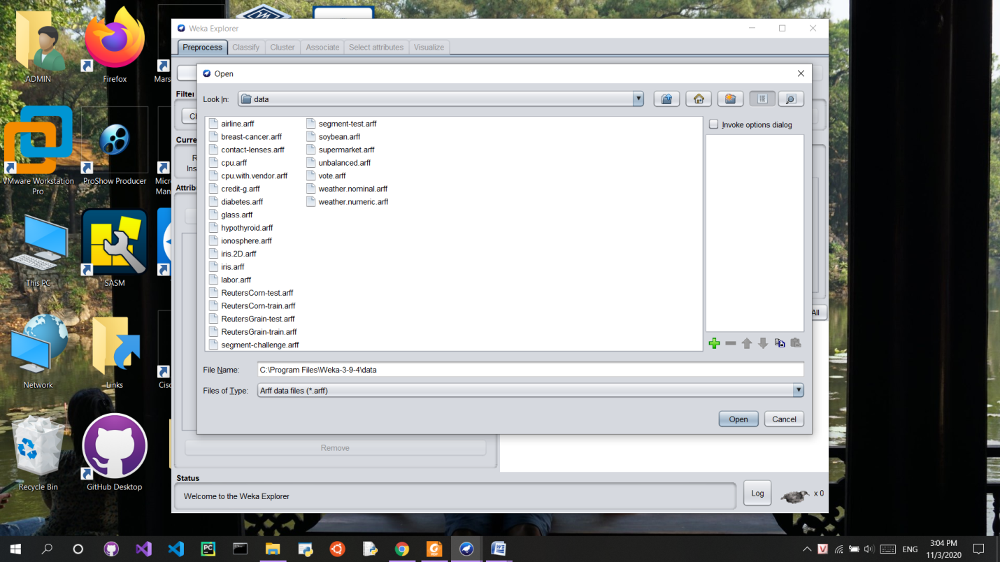 Weka Explorer
Preprocess Classify Cluster Associate Select attributes Visualize
Open
Look In: data
airline.arff
breast-cancer.arff
contact-lenses.arff
cpu.arff
cpu.with.vendor.arff
credit-g.arff
diabetes.arff
glass.arff
hypothyroid.arff
ionosphere.arff
iris.2D.arff
iris.arff
labor.arff
ReutersCorn-test.arff
ReutersCorn-train.arff
ReutersGrain-test.arff
ReutersGrain-train.arff
segment-challenge.arff
segment-test.arff
soybean.arff
supermarket.arff
unbalanced.arff
vote.arff
weather.nominal.arff
weather.numeric.arff
Invoke options dialog
File Name: C:\Program Files\Weka-3-9-4\data
Files of Type: Arff data files (*.arff)
Open Cancel
Filter
Curre
Ins
Attrib
All
Remove
Status
Welcome to the Weka Explorer
Log
x 0
ADMIN
Firefox
Mars
VMware Workstation
Pro
ProShow Producer
Micr
Man
This PC
SASM
Network
Links
Cisc
Recycle Bin
GitHub Desktop
PC
WE
V
ENG
3:04 PM
11/3/2020